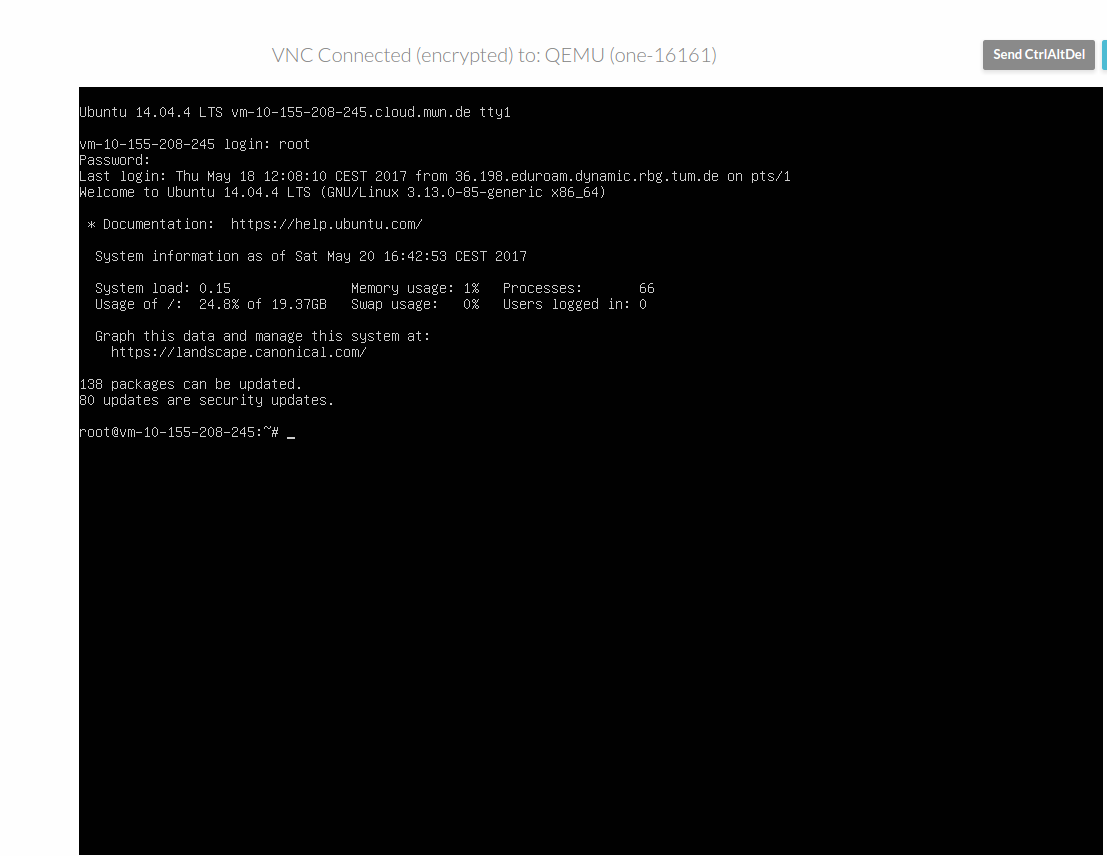 VNC Connected (encrypted) to: QEMU (one-16161)
Send CtrlAltDel
Ubuntu 14.04.4 LTS vm-10-155-208-245.cloud.mwn.de tty1
vm-10-155-208-245 login: root
Password:
Last login: Thu May 18 12:08:10 CEST 2017 from 36.198.eduroam.dynamic.rbg.tum.de on pts/1
Welcome to Ubuntu 14.04.4 LTS (GNU/Linux 3.13.0-85-generic x86_64)
* Documentation:  https://help.ubuntu.com/
System information as of Sat May 20 16:42:53 CEST 2017
System load: 0.15               Memory usage: 1%   Processes:       66
Usage of /:  24.8% of 19.37GB   Swap usage:   0%   Users logged in: 0
Graph this data and manage this system at:
https://landscape.canonical.com/
138 packages can be updated.
80 updates are security updates.
root@vm-10-155-208-245:~# _